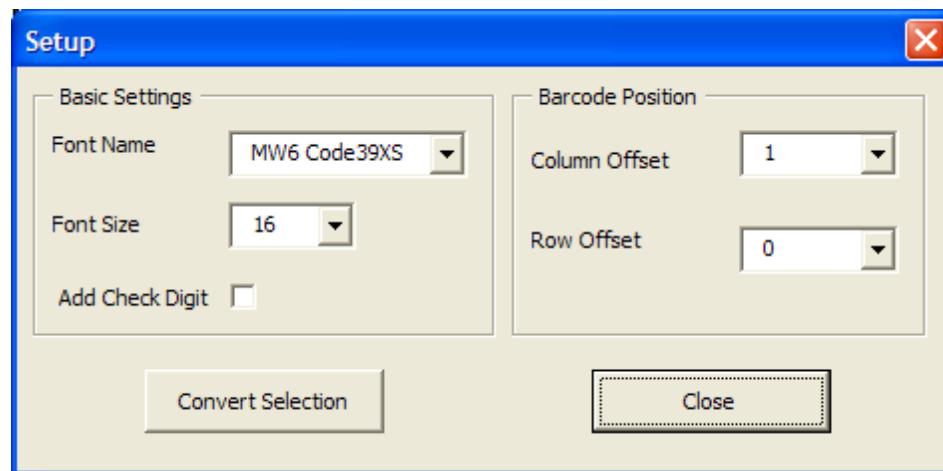 Setup
Basic Settings
Font Name
MW6 Code39XS
Font Size
16
Add Check Digit
Barcode Position
Column Offset
1
Row Offset
0
Convert Selection
Close